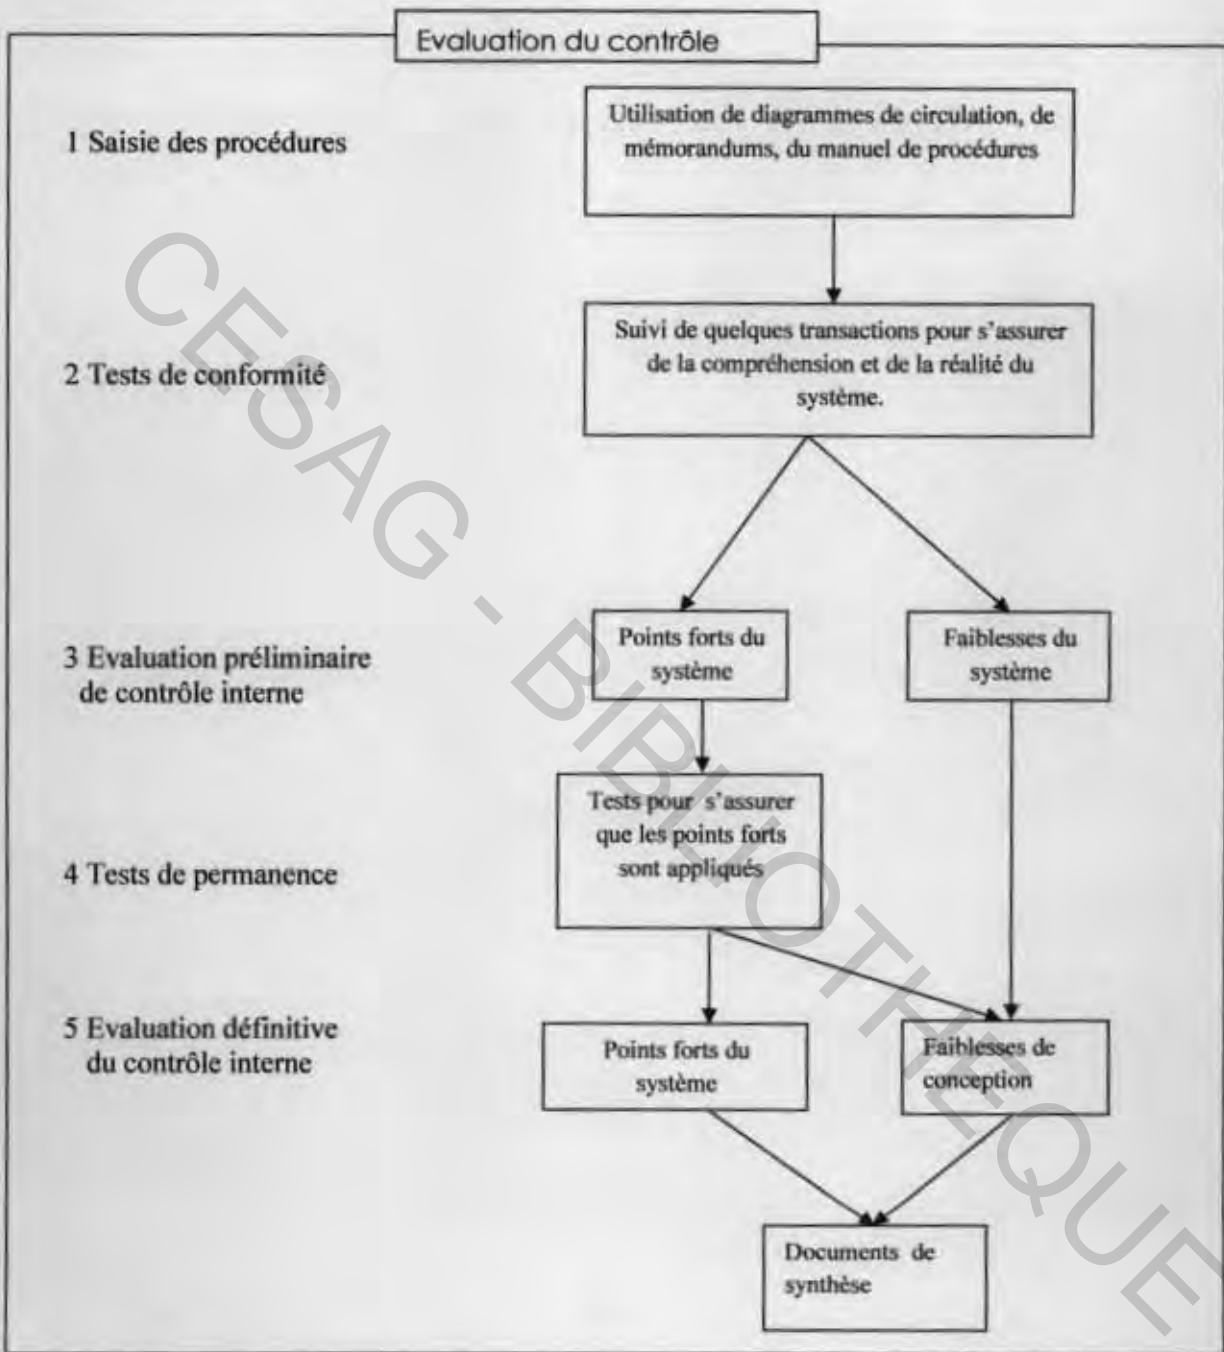 Evaluation du contrôle
1 Saisie des procédures
Utilisation de diagrammes de circulation, de
mémorandums, du manuel de procédures
2 Tests de conformité
Suivi de quelques transactions pour s'assurer
de la compréhension et de la réalité du
système.
3 Evaluation préliminaire
de contrôle interne
Points forts du
système
Faiblesses du
système
4 Tests de permanence
Tests pour s'assurer
que les points forts
sont appliqués
5 Evaluation définitive
du contrôle interne
Points forts du
système
Faiblesses de
conception
Documents de
synthèse
CESAG - BIBLIOTHEQUE